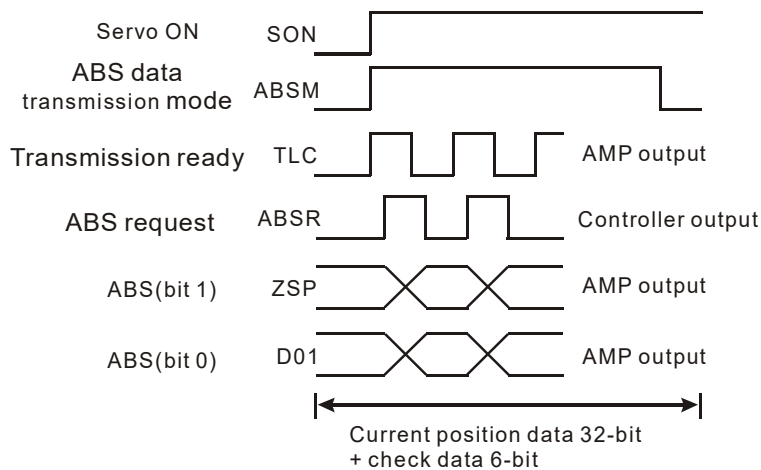 Servo ON SON
ABS data
transmission mode ABSM
Transmission ready TLC AMP output
ABS request ABSR Controller output
ABS(bit 1) ZSP AMP output
ABS(bit 0) D01 AMP output
Current position data 32-bit
+ check data 6-bit